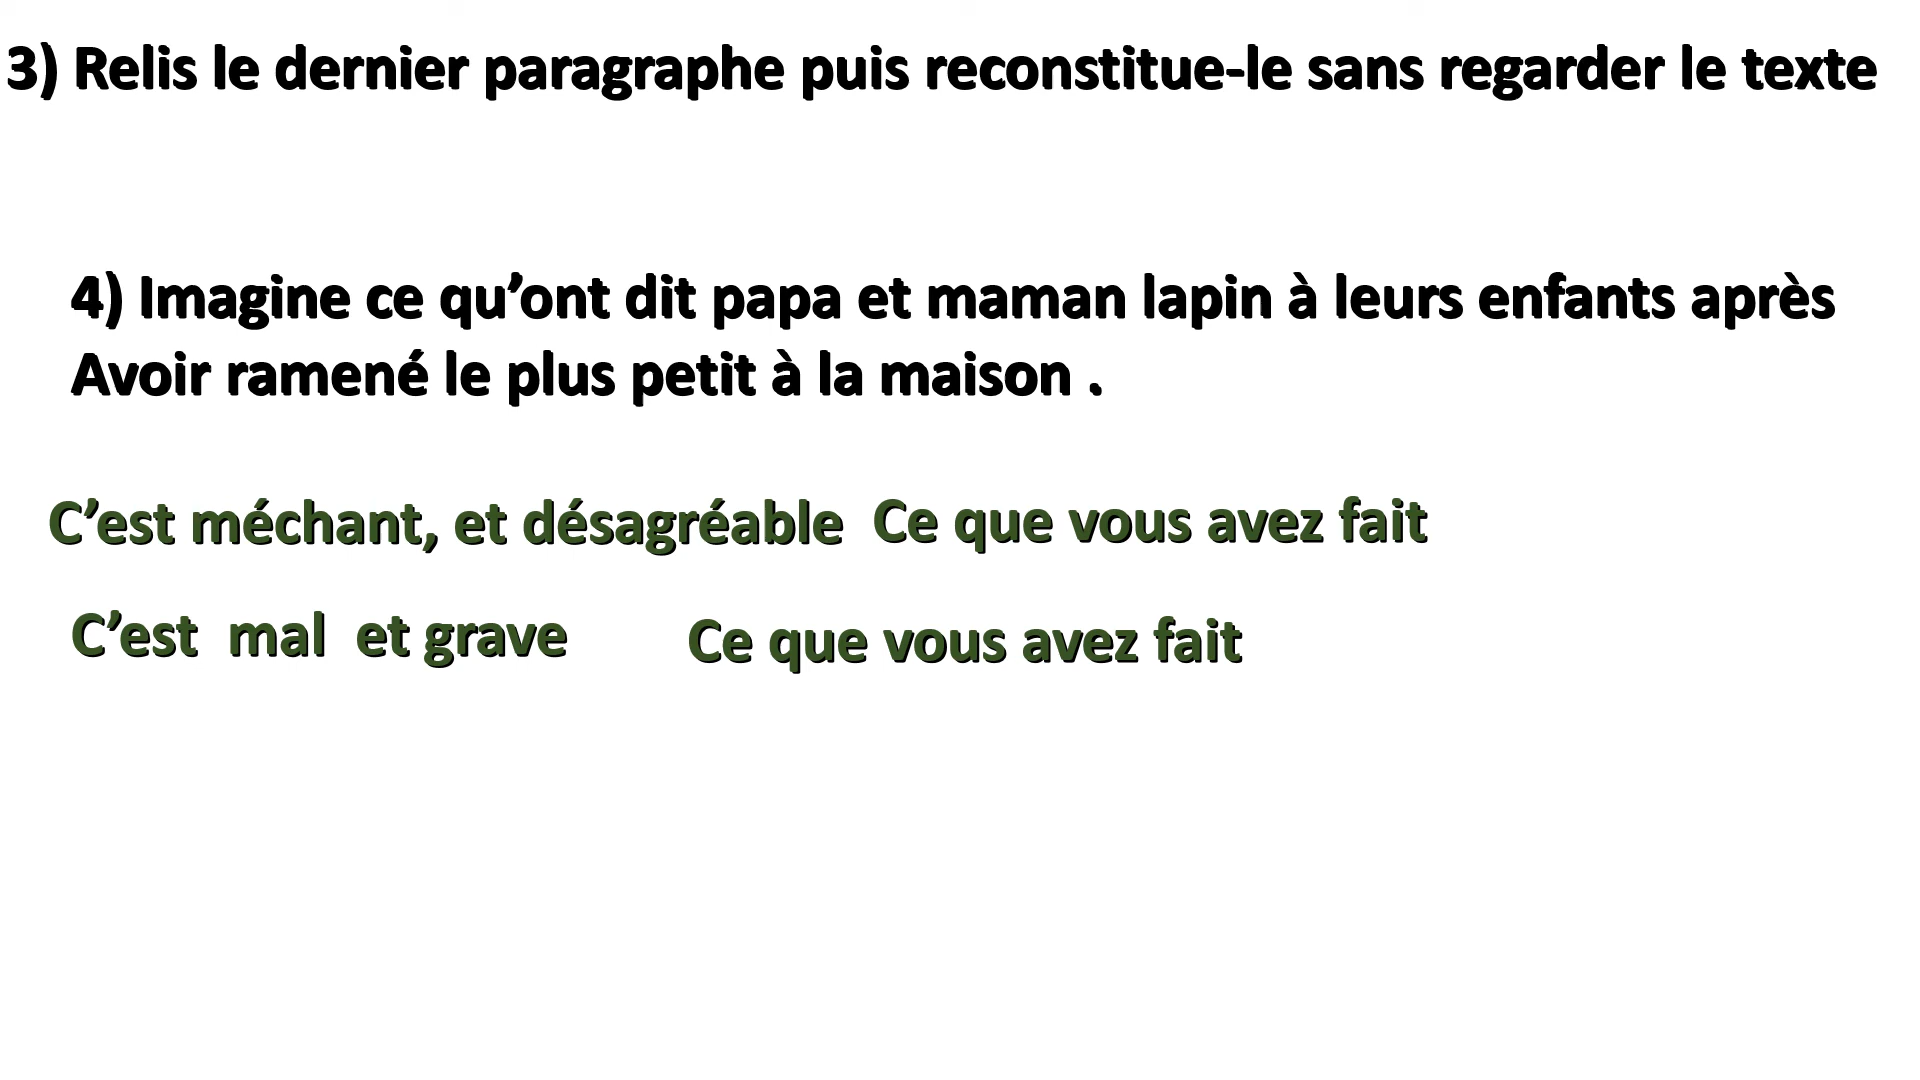 3) Relis le dernier paragraphe puis reconstitue-le sans regarder le texte
4) Imagine ce qu’ont dit papa et maman lapin à leurs enfants après
Avoir ramené le plus petit à la maison .
C’est méchant, et désagréable Ce que vous avez fait
C’est mal et grave Ce que vous avez fait